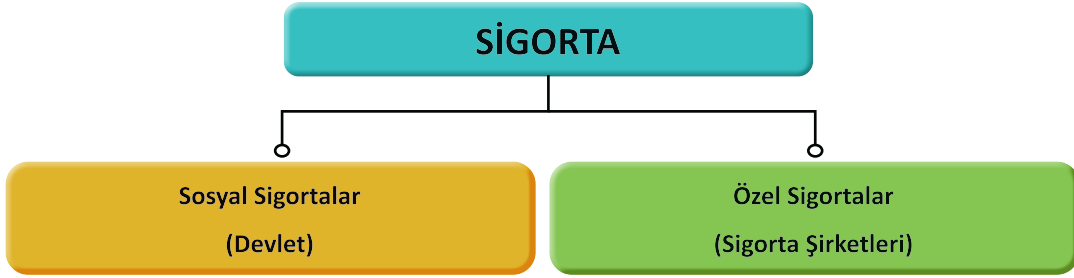 SİGORTA
Sosyal Sigortalar
(Devlet)
Özel Sigortalar
(Sigorta Şirketleri)